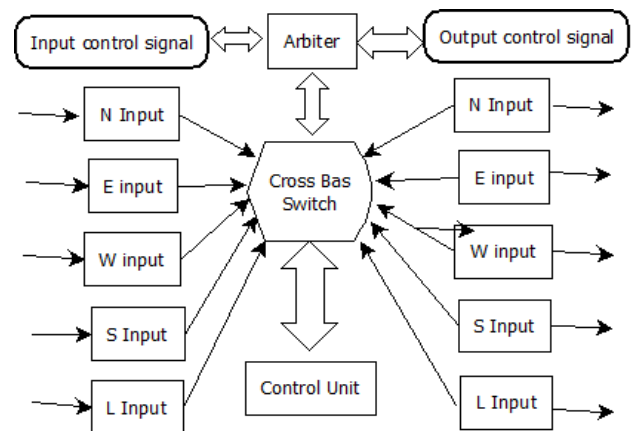 Input control signal
Arbiter
Output control signal
N Input
E input
W input
S Input
L Input
Cross Bas
Switch
Control Unit
N Input
E input
W input
S Input
L Input